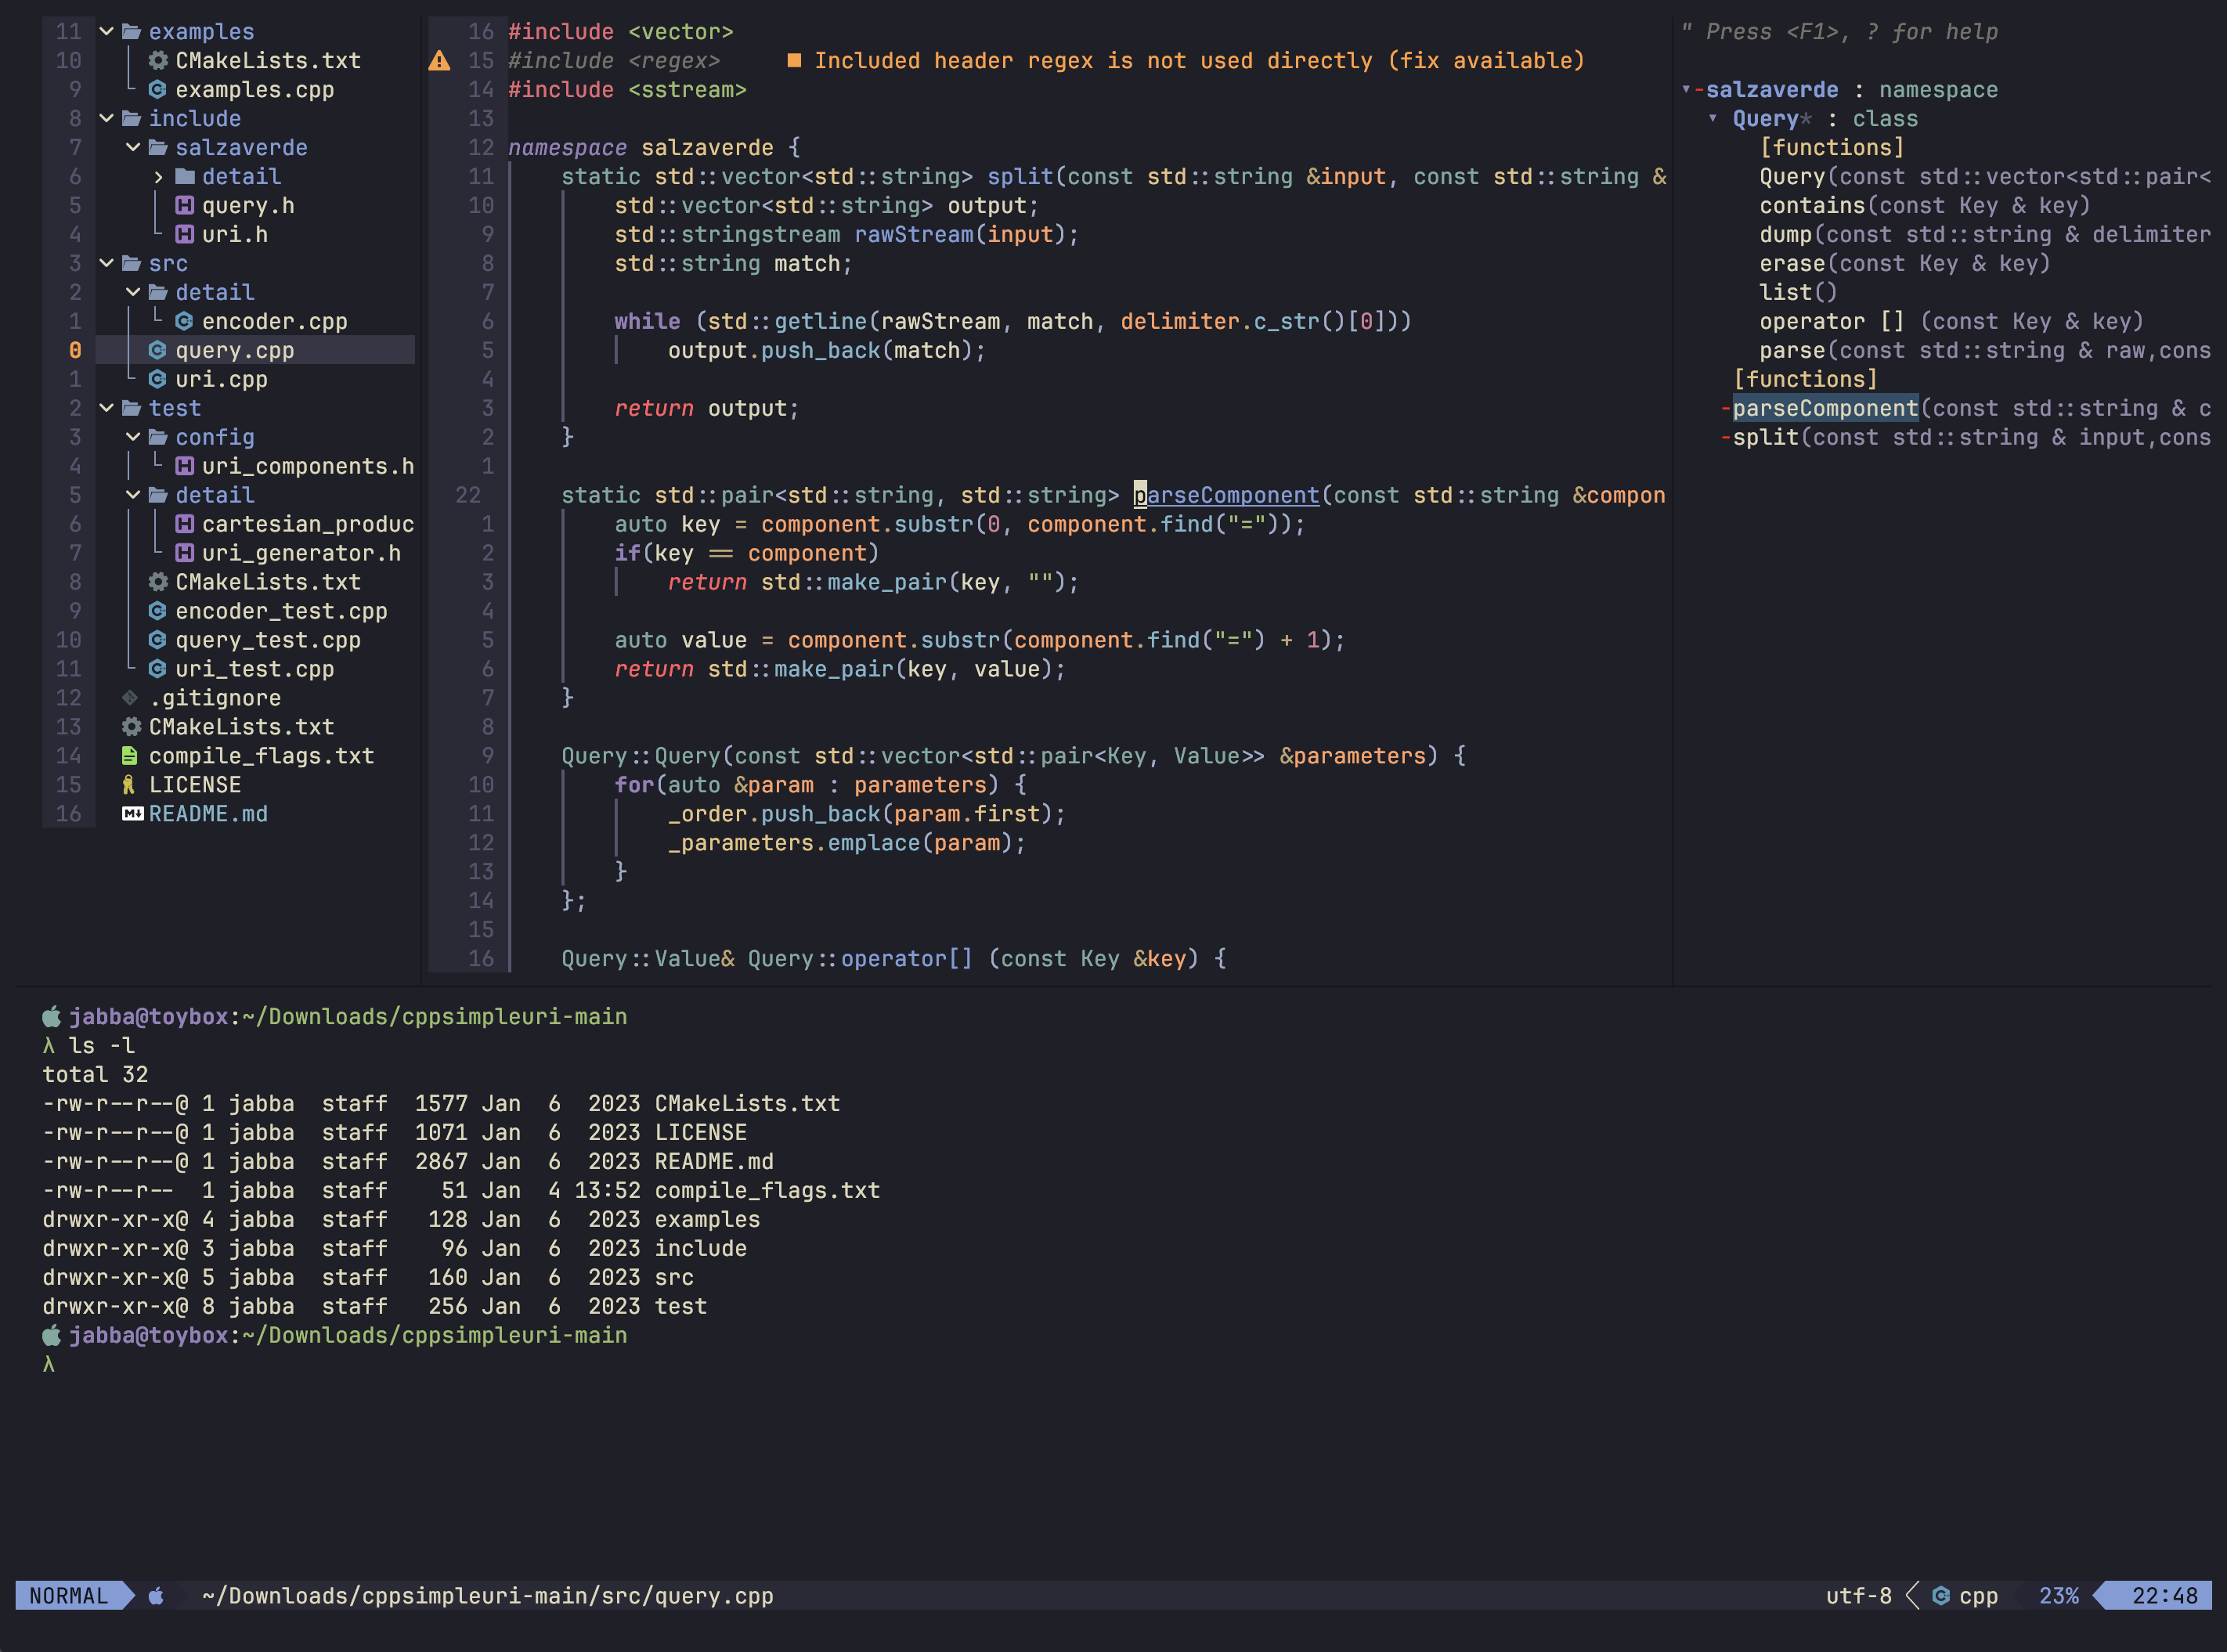 11 examples
10 CMakeLists.txt
9 examples.cpp
8 include
7 salzaverde
6 detail
5 query.h
4 uri.h
3 src
2 detail
1 encoder.cpp
0 query.cpp
1 uri.cpp
2 test
3 config
4 uri_components.h
5 detail
6 cartesian_produc
7 uri_generator.h
8 CMakeLists.txt
9 encoder_test.cpp
10 query_test.cpp
11 uri_test.cpp
12 .gitignore
13 CMakeLists.txt
14 compile_flags.txt
15 LICENSE
16 README.md
16 #include <vector>
15 #include <regex> ■ Included header regex is not used directly (fix available)
14 #include <sstream>
13
12 namespace salzaverde {
11 static std::vector<std::string> split(const std::string &input, const std::string &
10 std::vector<std::string> output;
9 std::stringstream rawStream(input);
8 std::string match;
7
6 while (std::getline(rawStream, match, delimiter.c_str()[0]))
5 output.push_back(match);
4
3 return output;
2 }
1
22 static std::pair<std::string, std::string> parseComponent(const std::string &compon
1 auto key = component.substr(0, component.find("="));
2 if(key == component)
3 return std::make_pair(key, "");
4
5 auto value = component.substr(component.find("=") + 1);
6 return std::make_pair(key, value);
7 }
8
9 Query::Query(const std::vector<std::pair<Key, Value>> &parameters) {
10 for(auto &param : parameters) {
11 _order.push_back(param.first);
12 _parameters.emplace(param);
13 }
14 };
15
16 Query::Value& Query::operator[] (const Key &key) {
" Press <F1>, ? for help
▾-salzaverde : namespace
▾ Query* : class
[functions]
Query(const std::vector<std::pair<
contains(const Key & key)
dump(const std::string & delimiter
erase(const Key & key)
list()
operator [] (const Key & key)
parse(const std::string & raw,cons
[functions]
-parseComponent(const std::string & c
-split(const std::string & input,cons
jabba@toybox:~/Downloads/cppsimpleuri-main
λ ls -l
total 32
-rw-r--r--@ 1 jabba staff 1577 Jan 6 2023 CMakeLists.txt
-rw-r--r--@ 1 jabba staff 1071 Jan 6 2023 LICENSE
-rw-r--r--@ 1 jabba staff 2867 Jan 6 2023 README.md
-rw-r--r-- 1 jabba staff 51 Jan 4 13:52 compile_flags.txt
drwxr-xr-x@ 4 jabba staff 128 Jan 6 2023 examples
drwxr-xr-x@ 3 jabba staff 96 Jan 6 2023 include
drwxr-xr-x@ 5 jabba staff 160 Jan 6 2023 src
drwxr-xr-x@ 8 jabba staff 256 Jan 6 2023 test
jabba@toybox:~/Downloads/cppsimpleuri-main
λ
NORMAL ~/Downloads/cppsimpleuri-main/src/query.cpp utf-8 cpp 23% 22:48